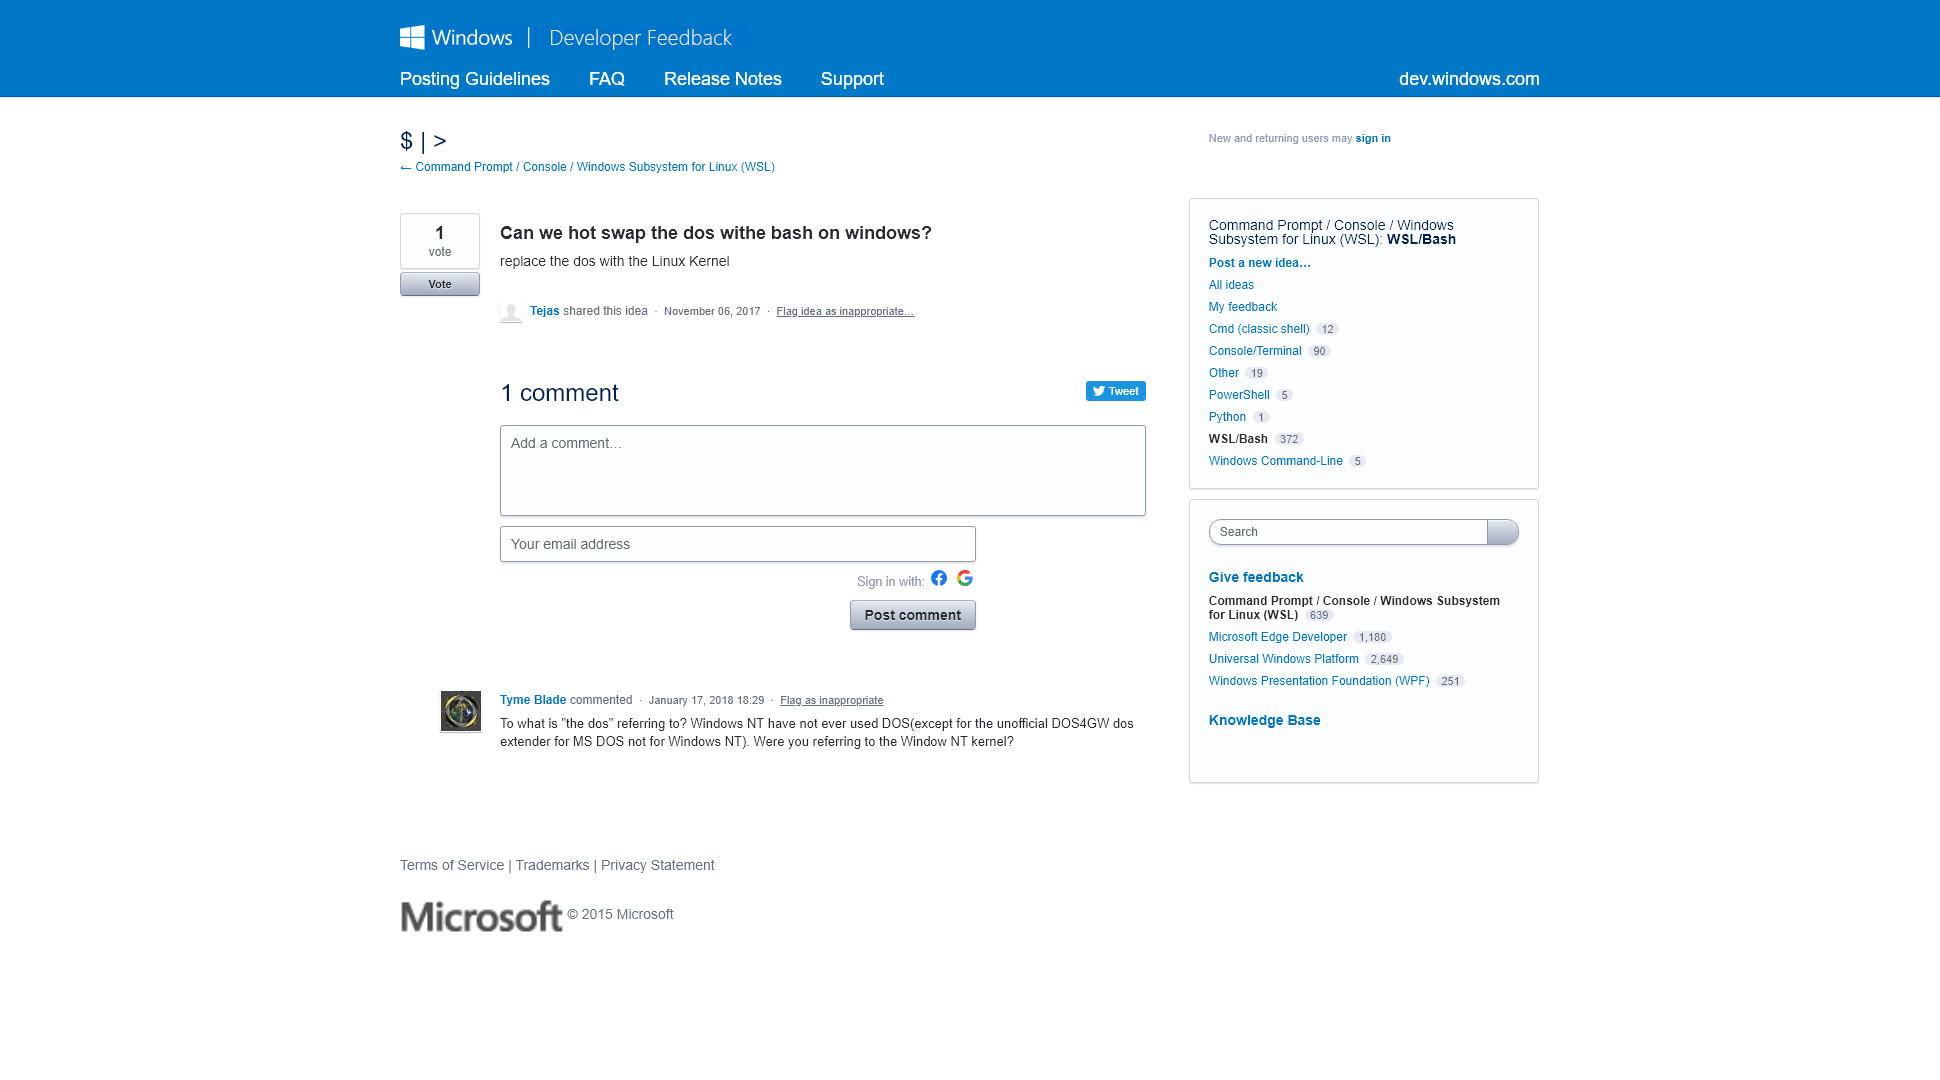 Windows | Developer Feedback
Posting Guidelines FAQ Release Notes Support dev.windows.com
$ | >
← Command Prompt / Console / Windows Subsystem for Linux (WSL)
1
vote
Vote
Can we hot swap the dos withe bash on windows?
replace the dos with the Linux Kernel
Tejas shared this idea · November 06, 2017 · Flag idea as inappropriate…
1 comment
Tweet
Add a comment…
Your email address
Sign in with:
Post comment
Tyme Blade commented · January 17, 2018 18:29 · Flag as inappropriate
To what is "the dos" referring to? Windows NT have not ever used DOS(except for the unofficial DOS4GW dos
extender for MS DOS not for Windows NT). Were you referring to the Window NT kernel?
New and returning users may sign in
Command Prompt / Console / Windows
Subsystem for Linux (WSL): WSL/Bash
Post a new idea…
All ideas
My feedback
Cmd (classic shell) 12
Console/Terminal 90
Other 19
PowerShell 5
Python 1
WSL/Bash 372
Windows Command-Line 5
Search
Give feedback
Command Prompt / Console / Windows Subsystem
for Linux (WSL) 639
Microsoft Edge Developer 1,180
Universal Windows Platform 2,649
Windows Presentation Foundation (WPF) 251
Knowledge Base
Terms of Service | Trademarks | Privacy Statement
Microsoft © 2015 Microsoft